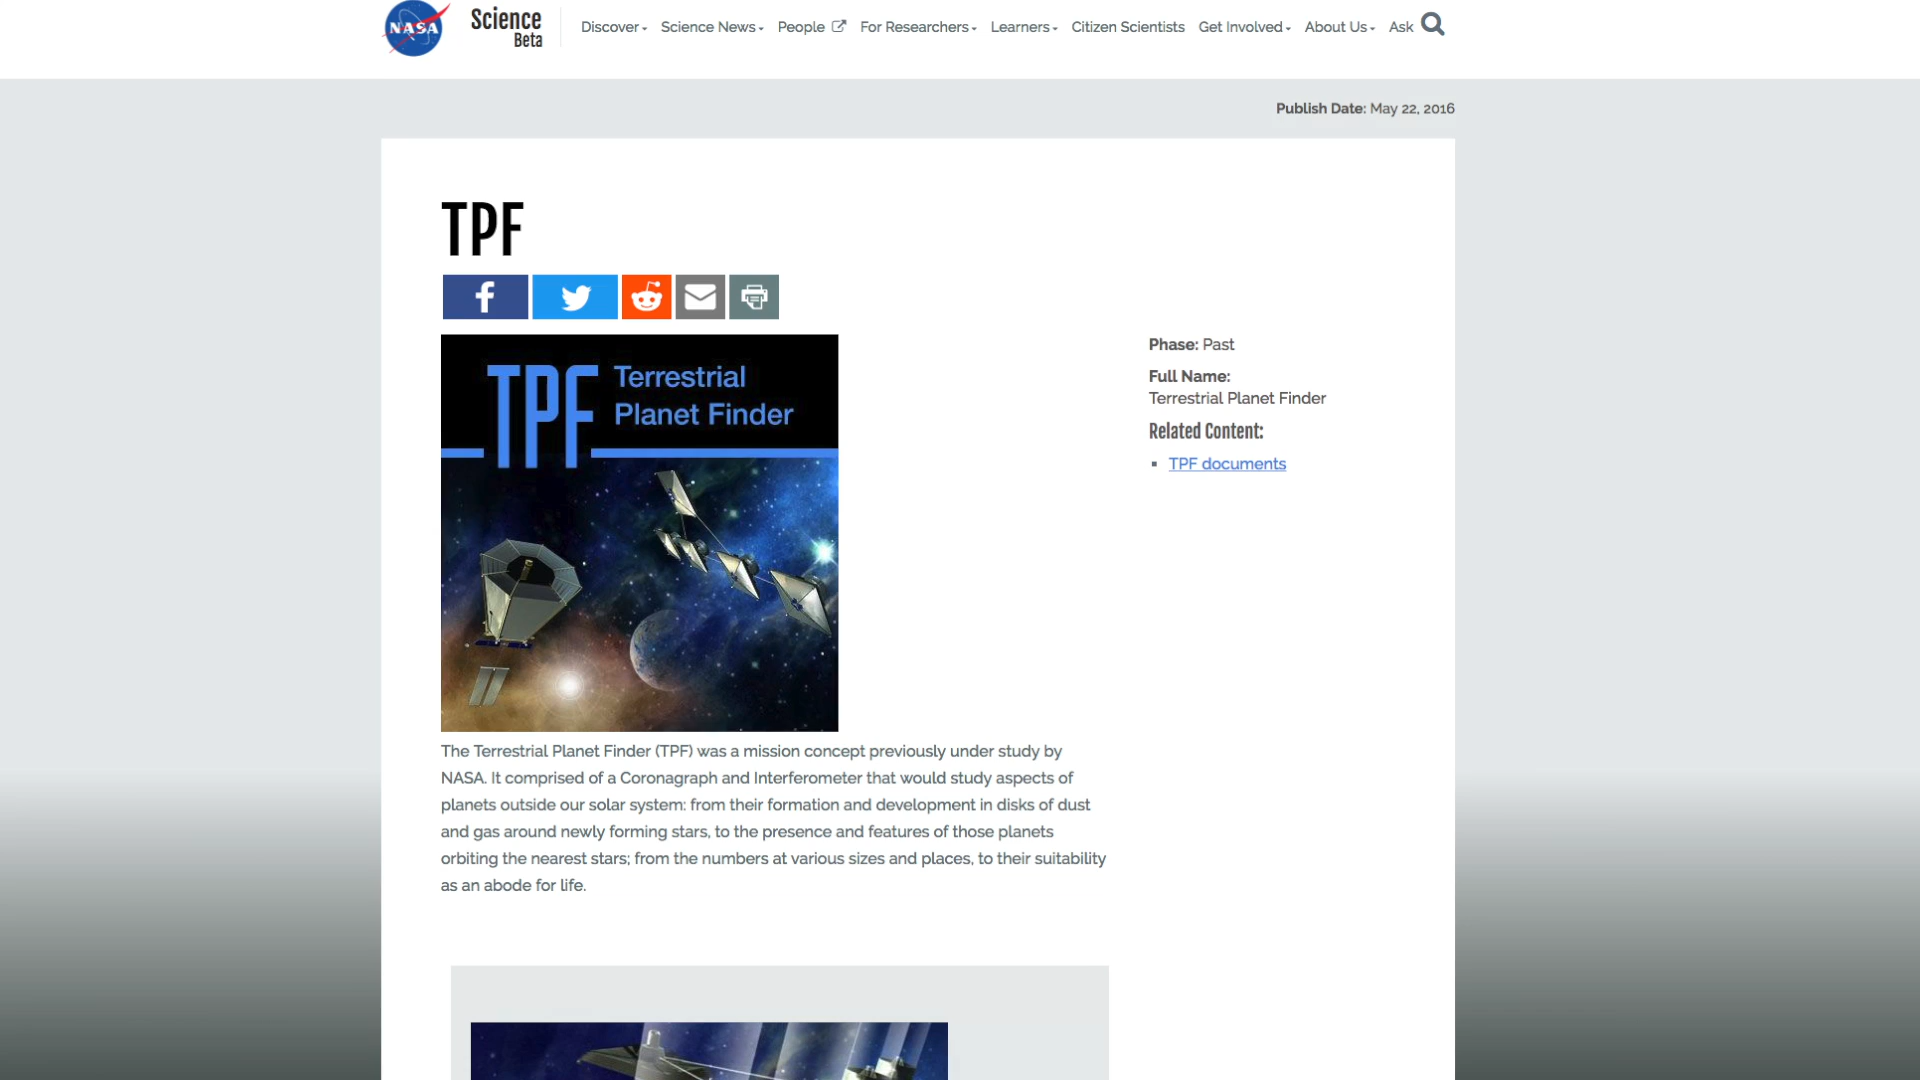 NASA
Science
Beta
Discover
Science News
People
For Researchers
Learners
Citizen Scientists
Get Involved
About Us
Ask
Publish Date: May 22, 2016
TPF
TPF Terrestrial
Planet Finder
Phase: Past
Full Name:
Terrestrial Planet Finder
Related Content:
TPF documents
The Terrestrial Planet Finder (TPF) was a mission concept previously under study by
NASA. It comprised of a Coronagraph and Interferometer that would study aspects of
planets outside our solar system: from their formation and development in disks of dust
and gas around newly forming stars, to the presence and features of those planets
orbiting the nearest stars; from the numbers at various sizes and places, to their suitability
as an abode for life.